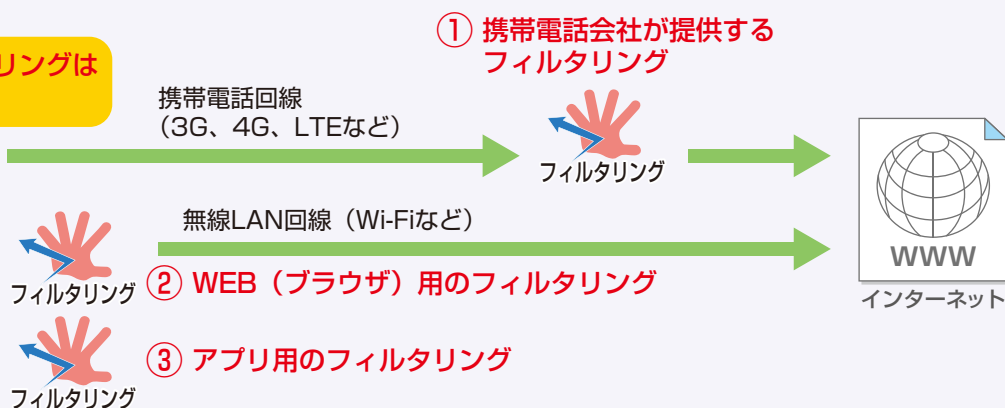 リングは
① 携帯電話会社が提供する
フィルタリング
携帯電話回線
（3G、4G、LTEなど）
フィルタリング
無線LAN回線（Wi-Fiなど）
フィルタリング
② WEB（ブラウザ）用のフィルタリング
WWW
インターネット
③ アプリ用のフィルタリング
フィルタリング